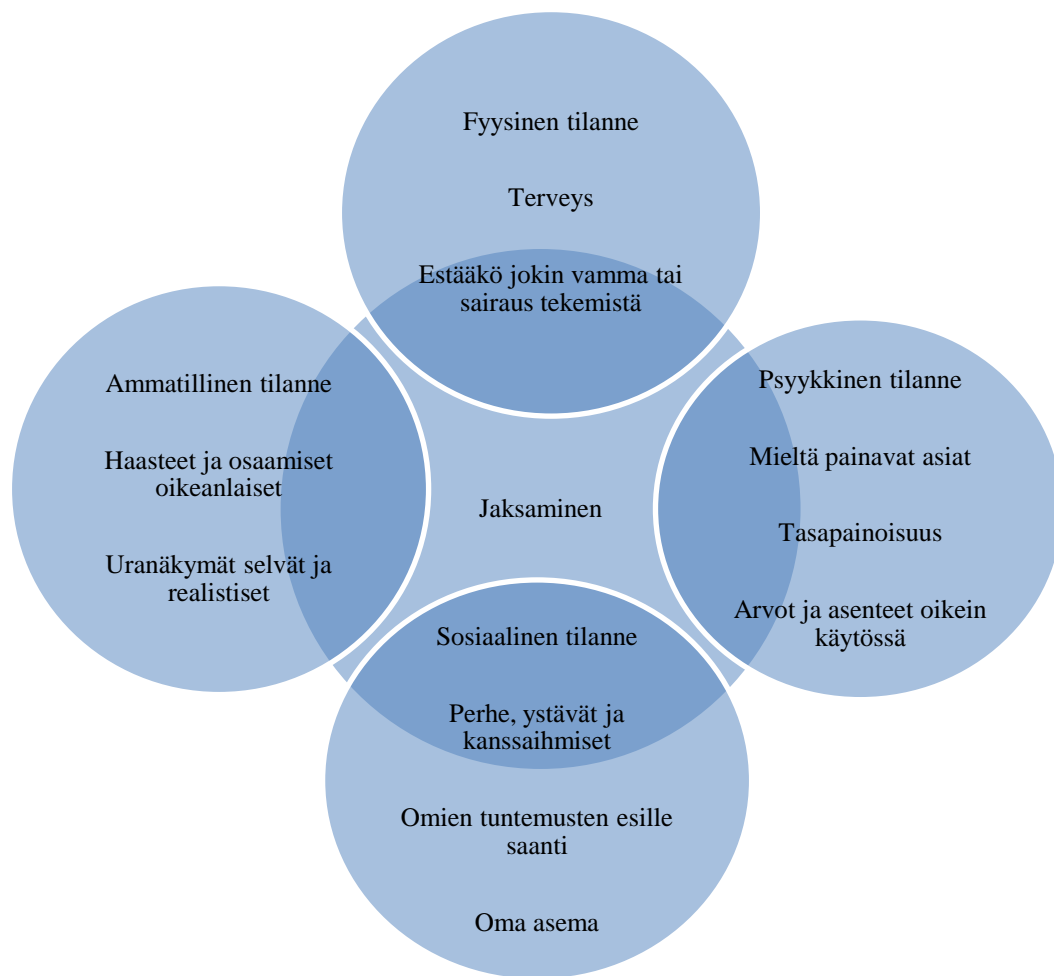 Fyysinen tilanne
Terveys
Estääkö jokin vamma tai
sairaus tekemistä
Ammatillinen tilanne
Haasteet ja osaamiset
oikeanlaiset
Uranäkymät selvät ja
realistiset
Jaksaminen
Psyykkinen tilanne
Mieltä painavat asiat
Tasapainoisuus
Arvot ja asenteet oikein
käytössä
Sosiaalinen tilanne
Perhe, ystävät ja
kanssaihmiset
Omien tuntemusten esille
saanti
Oma asema